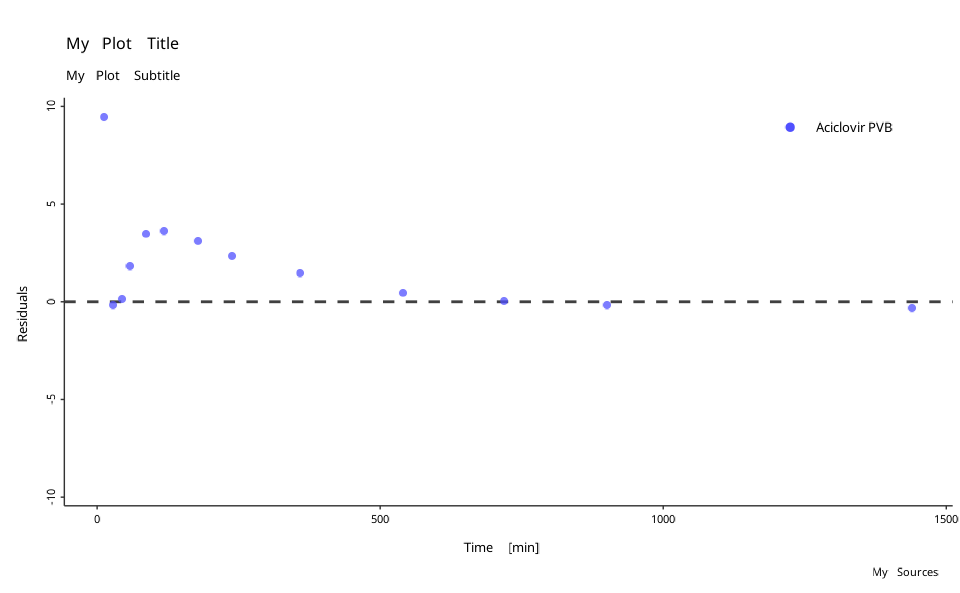 My Plot Title
My Plot Subtitle
10
5
0
-5
-10
Residuals
Aciclovir PVB
0 500 1000 1500
Time [min]
My Sources